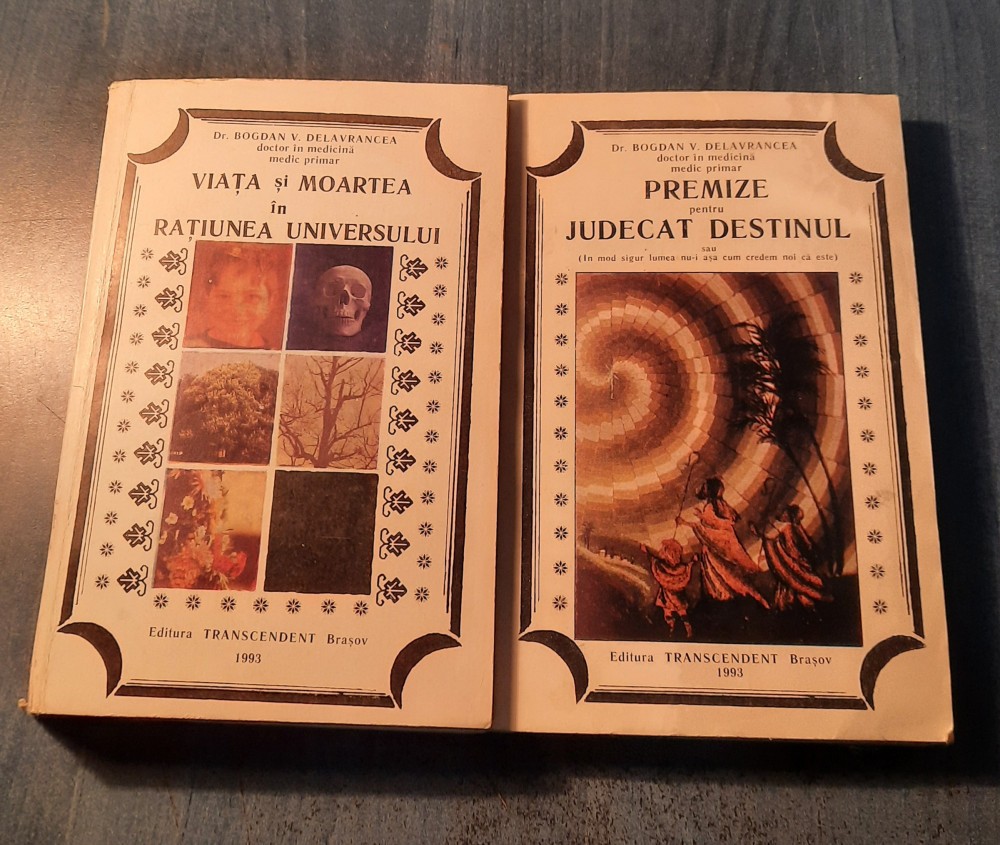 Dr. BOGDAN V. DELAVRANCEA
doctor în medicină
medic primar
VIAȚA și MOARTEA
în
RAȚIUNEA UNIVERSULUI
Editura TRANSCENDENT Brașov
1993
Dr. BOGDAN V. DELAVRANCEA
doctor în medicină
medic primar
PREMIZE
pentru
JUDECAT DESTINUL
sau
(In mod sigur lumea nu-i așa cum credem noi că este)
Editura TRANSCENDENT Brașov
1993